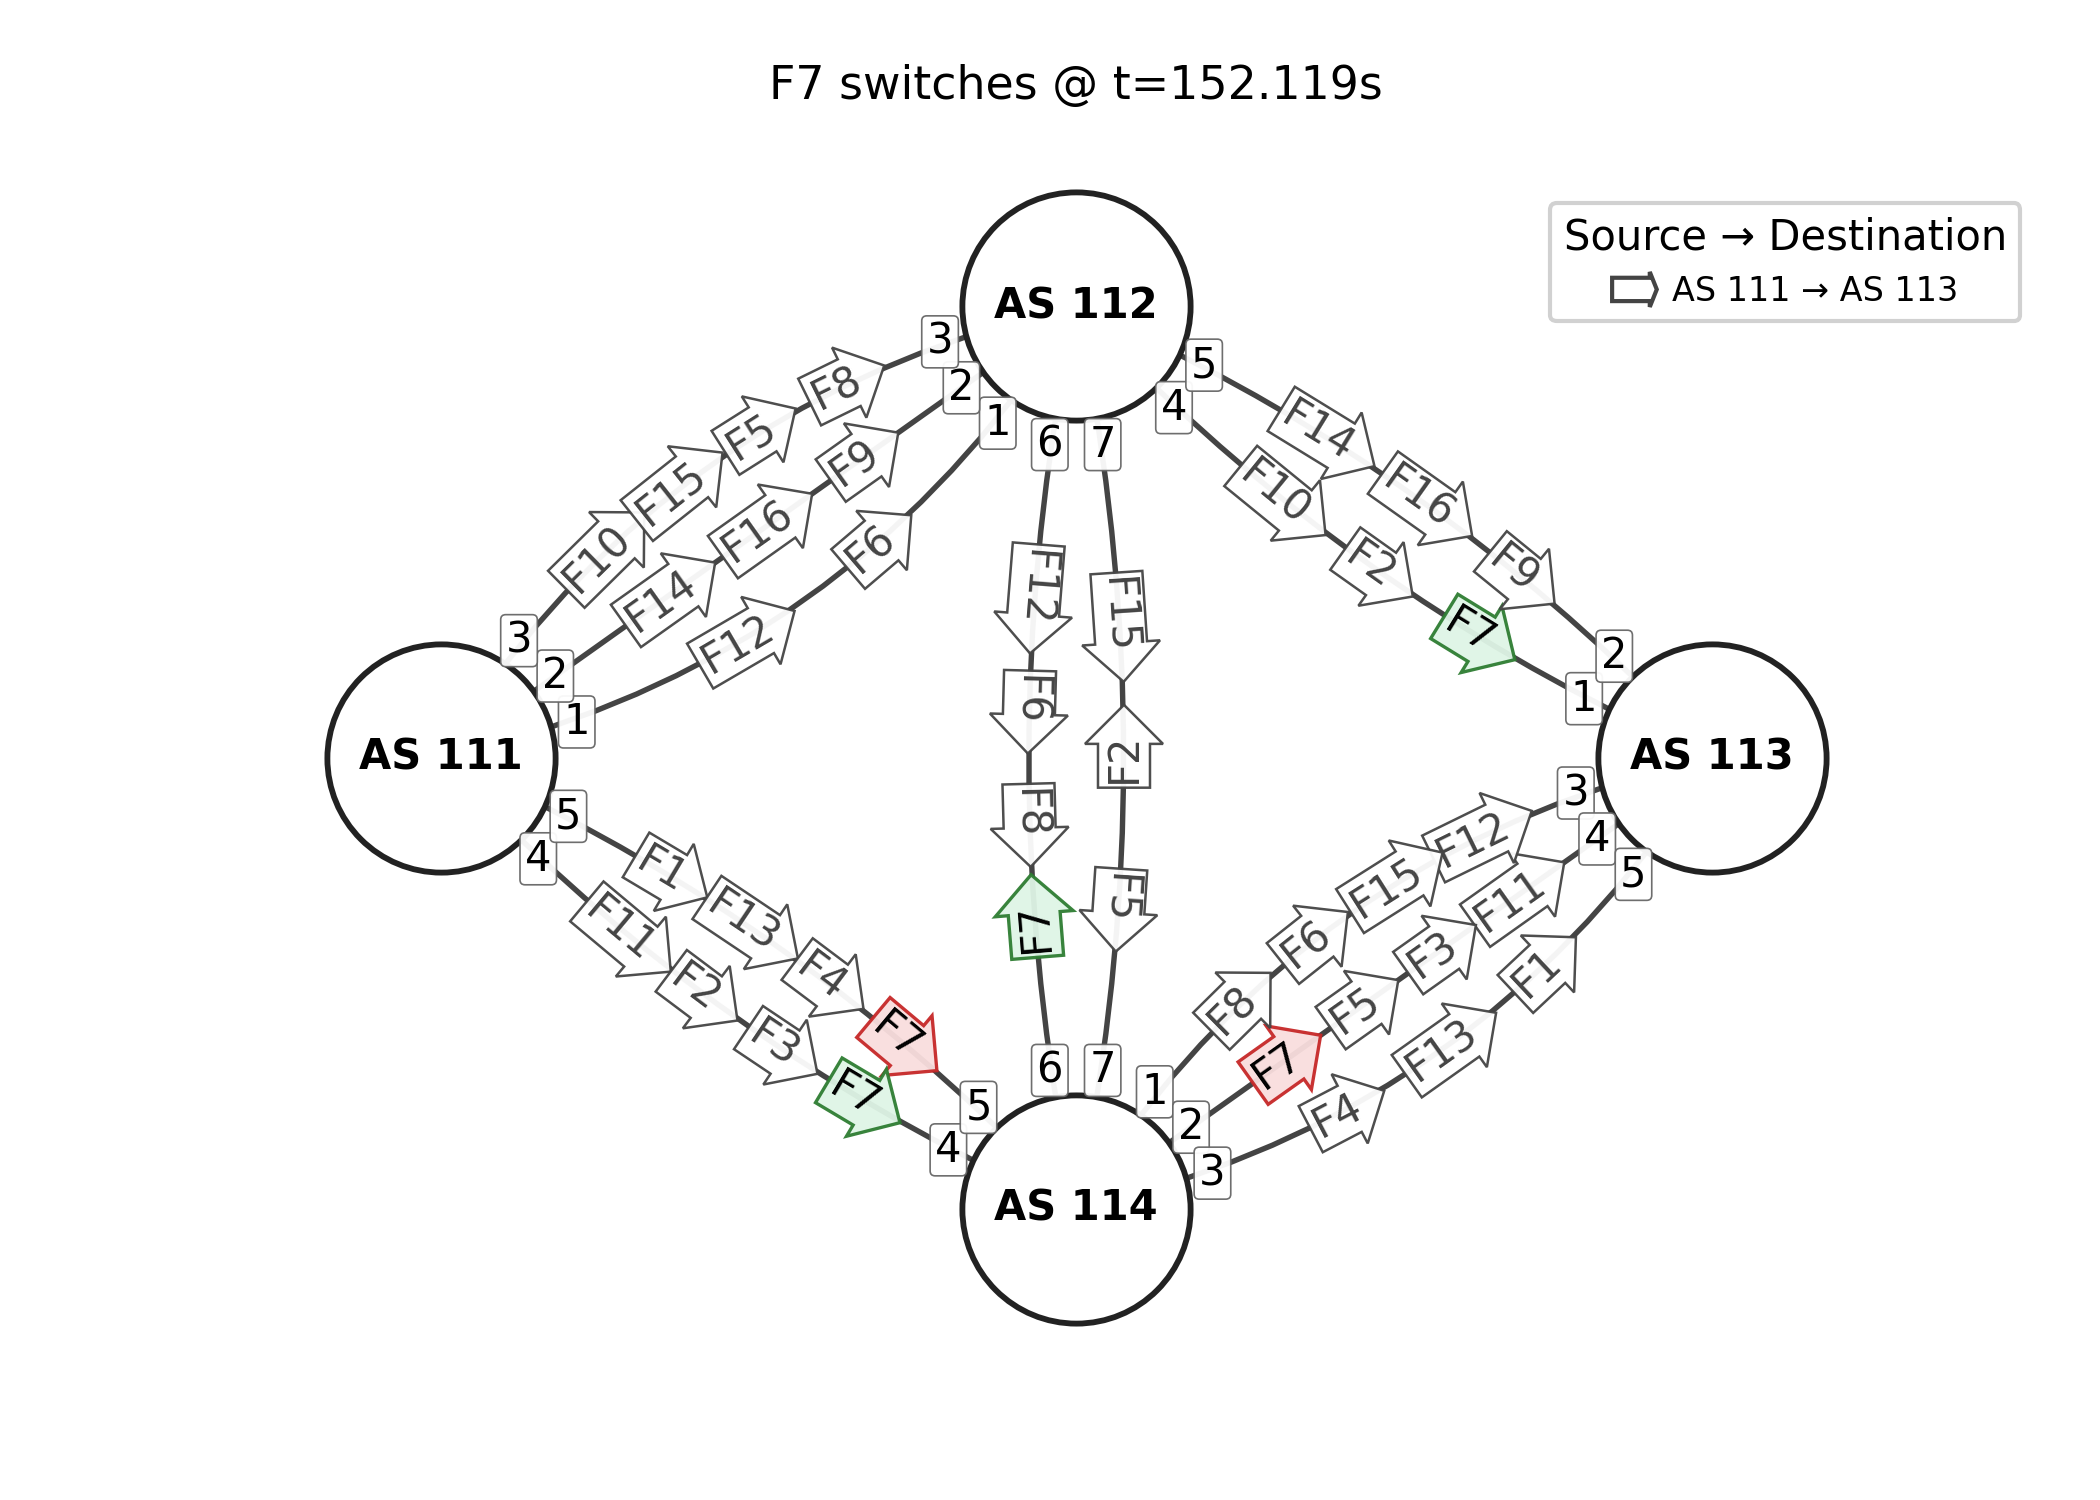 F7 switches @ t=152.119s
Source → Destination
AS 111 → AS 113
AS 112
3
2
1
6
7
4
5
F8
F5
F15
F10
F9
F16
F14
F6
F12
3
2
1
F14
F16
F9
F10
F2
F7
2
1
F12
F6
F8
F7
F15
F2
F5
AS 111
AS 113
5
4
F1
F13
F4
F7
F11
F2
F3
F7
5
4
6
7
1
2
3
3
4
5
F12
F15
F6
F8
F11
F3
F5
F7
F1
F13
F4
AS 114